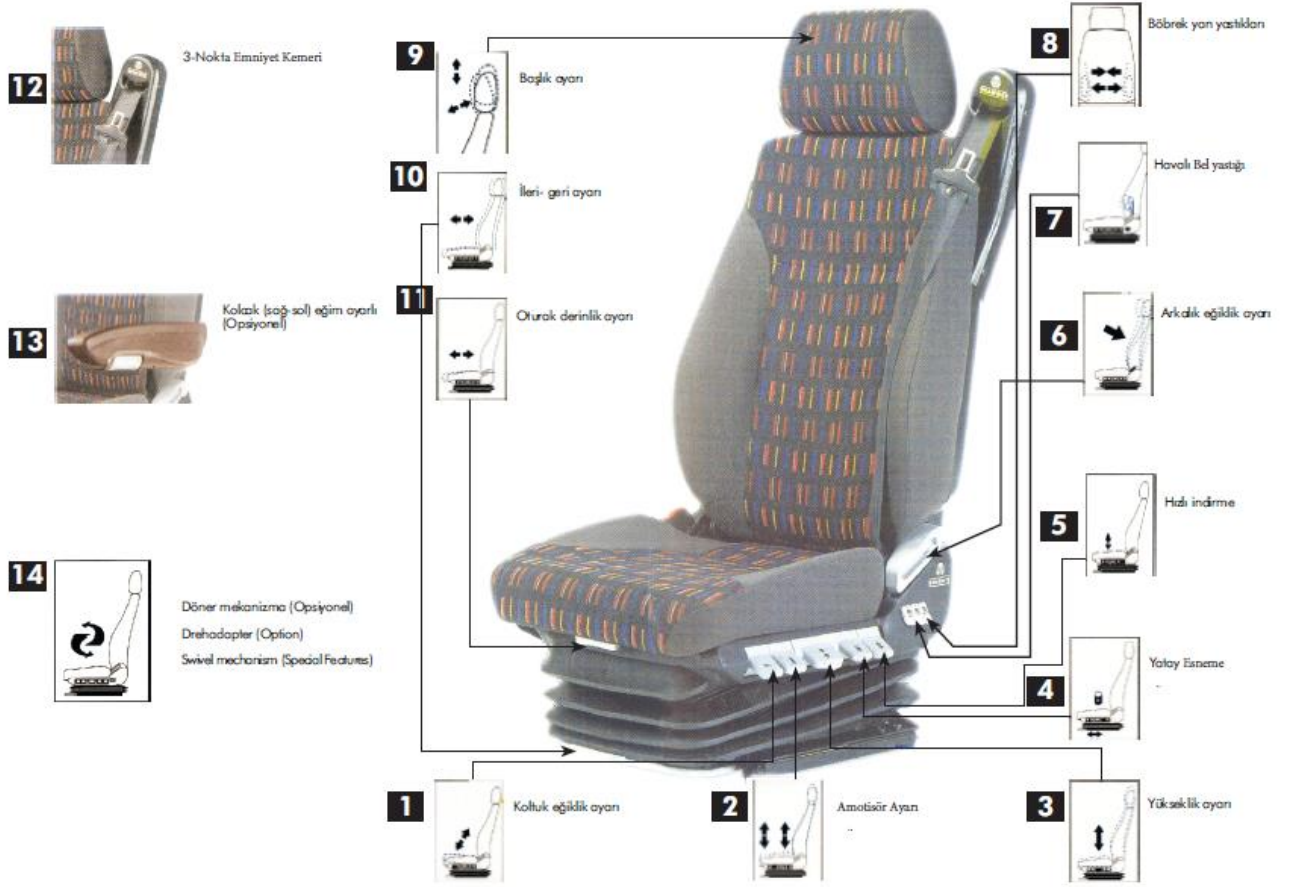 12
3-Nokta Emniyet Kemeri
9
Başlık ayarı
8
Böbrek yan yastıkları
10
İleri- geri ayarı
7
Havalı Bel yastığı
13
Kolcak (sağ-sol) eğim ayarlı
(Opsiyonel)
11
Oturak derinlik ayarı
6
Arkalık eğiklik ayarı
5
Hızlı indirme
14
Döner mekanizma (Opsiyonel)
Drehadapter (Option)
Swivel mechanism (Special Features)
4
Yatay Esneme
1
Koltuk eğiklik ayarı
2
Amotisör Ayarı
3
Yükseklik ayarı